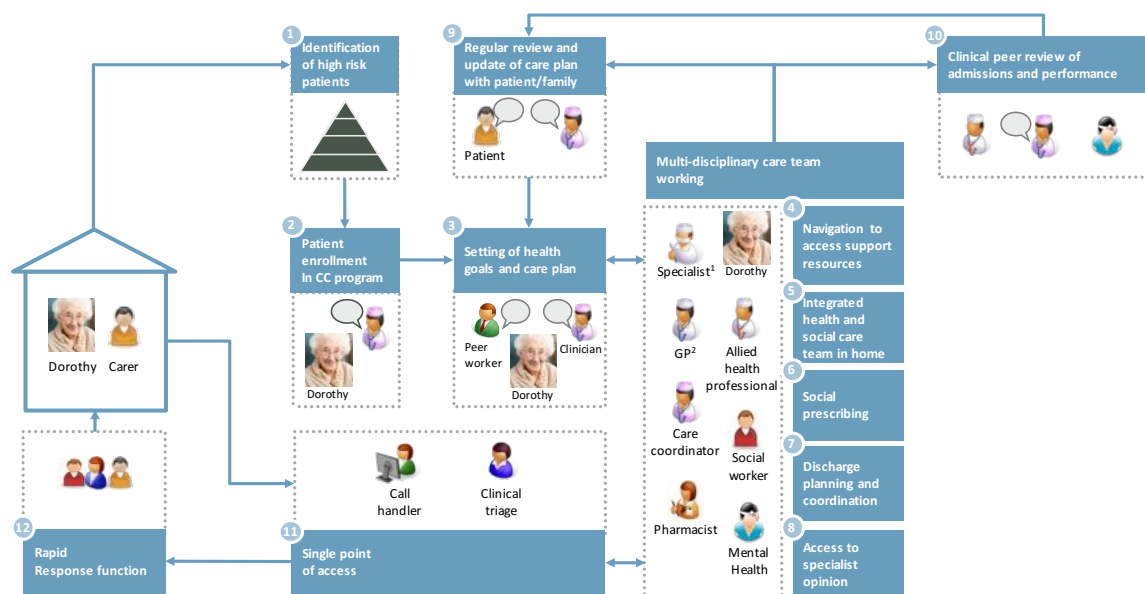 1
Identification
of high risk
patients
9
Regular review and
update of care plan
with patient/family
10
Clinical peer review of
admissions and performance
Patient
Multi-disciplinary care team
working
2
Patient
enrollment
In CC program
3
Setting of health
goals and care plan
4
Navigation to
access support
resources
Specialist1
Dorothy
5
Integrated
health and
social care
team in home
Dorothy
Carer
Peer
worker
Clinician
Dorothy
Dorothy
GP2
Allied
health
professional
6
Social
prescribing
Care
coordinator
Social
worker
7
Discharge
planning and
coordination
Call
handler
Clinical
triage
Pharmacist
Mental
Health
8
Access to
specialist
opinion
12
Rapid
Response function
11
Single point
of access